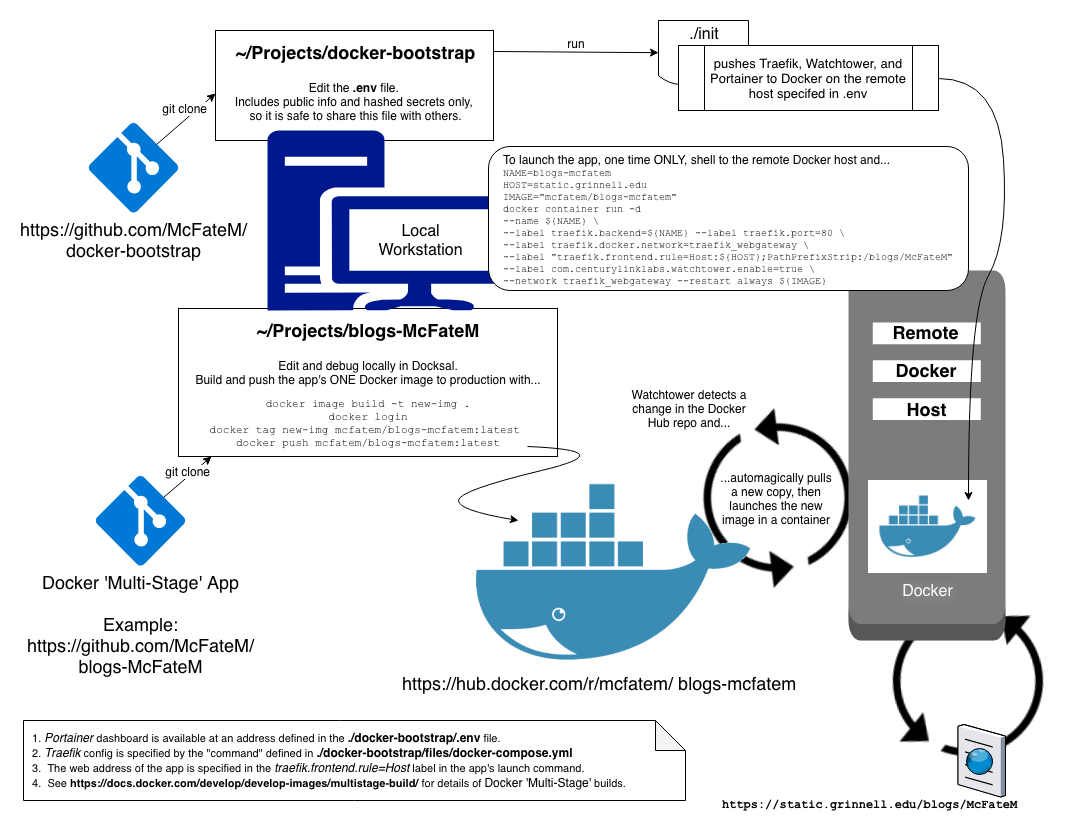 ~/Projects/docker-bootstrap
Edit the .env file.
Includes public info and hashed secrets only,
so it is safe to share this file with others.
run
./init
pushes Traefik, Watchtower, and
Portainer to Docker on the remote
host specifed in .env
git clone
https://github.com/McFateM/
docker-bootstrap
Local
Workstation
To launch the app, one time ONLY, shell to the remote Docker host and...
NAME=blogs-mcfatem
HOST=static.grinnell.edu
IMAGE="mcfatem/blogs-mcfatem"
docker container run -d
--name ${NAME} \
--label traefik.backend=${NAME} --label traefik.port=80 \
--label traefik.docker.network=traefik_webgateway \
--label "traefik.frontend.rule=Host:${HOST};PathPrefixStrip:/blogs/McFateM"
--label com.centurylinklabs.watchtower.enable=true \
--network traefik_webgateway --restart always ${IMAGE}
~/Projects/blogs-McFateM
Edit and debug locally in Docksal.
Build and push the app's ONE Docker image to production with...
docker image build -t new-img .
docker login
docker tag new-img mcfatem/blogs-mcfatem:latest
docker push mcfatem/blogs-mcfatem:latest
git clone
Docker 'Multi-Stage' App
Example:
https://github.com/McFateM/
blogs-McFateM
Watchtower detects a
change in the Docker
Hub repo and...
...automagically pulls
a new copy, then
launches the new
image in a container
Remote
Docker
Host
Docker
https://hub.docker.com/r/mcfatem/ blogs-mcfatem
1. Portainer dashboard is available at an address defined in the ./docker-bootstrap/.env file.
2. Traefik config is specified by the "command" defined in ./docker-bootstrap/files/docker-compose.yml
3. The web address of the app is specified in the traefik.frontend.rule=Host label in the app's launch command.
4. See https://docs.docker.com/develop/develop-images/multistage-build/ for details of Docker 'Multi-Stage' builds.
https://static.grinnell.edu/blogs/McFateM